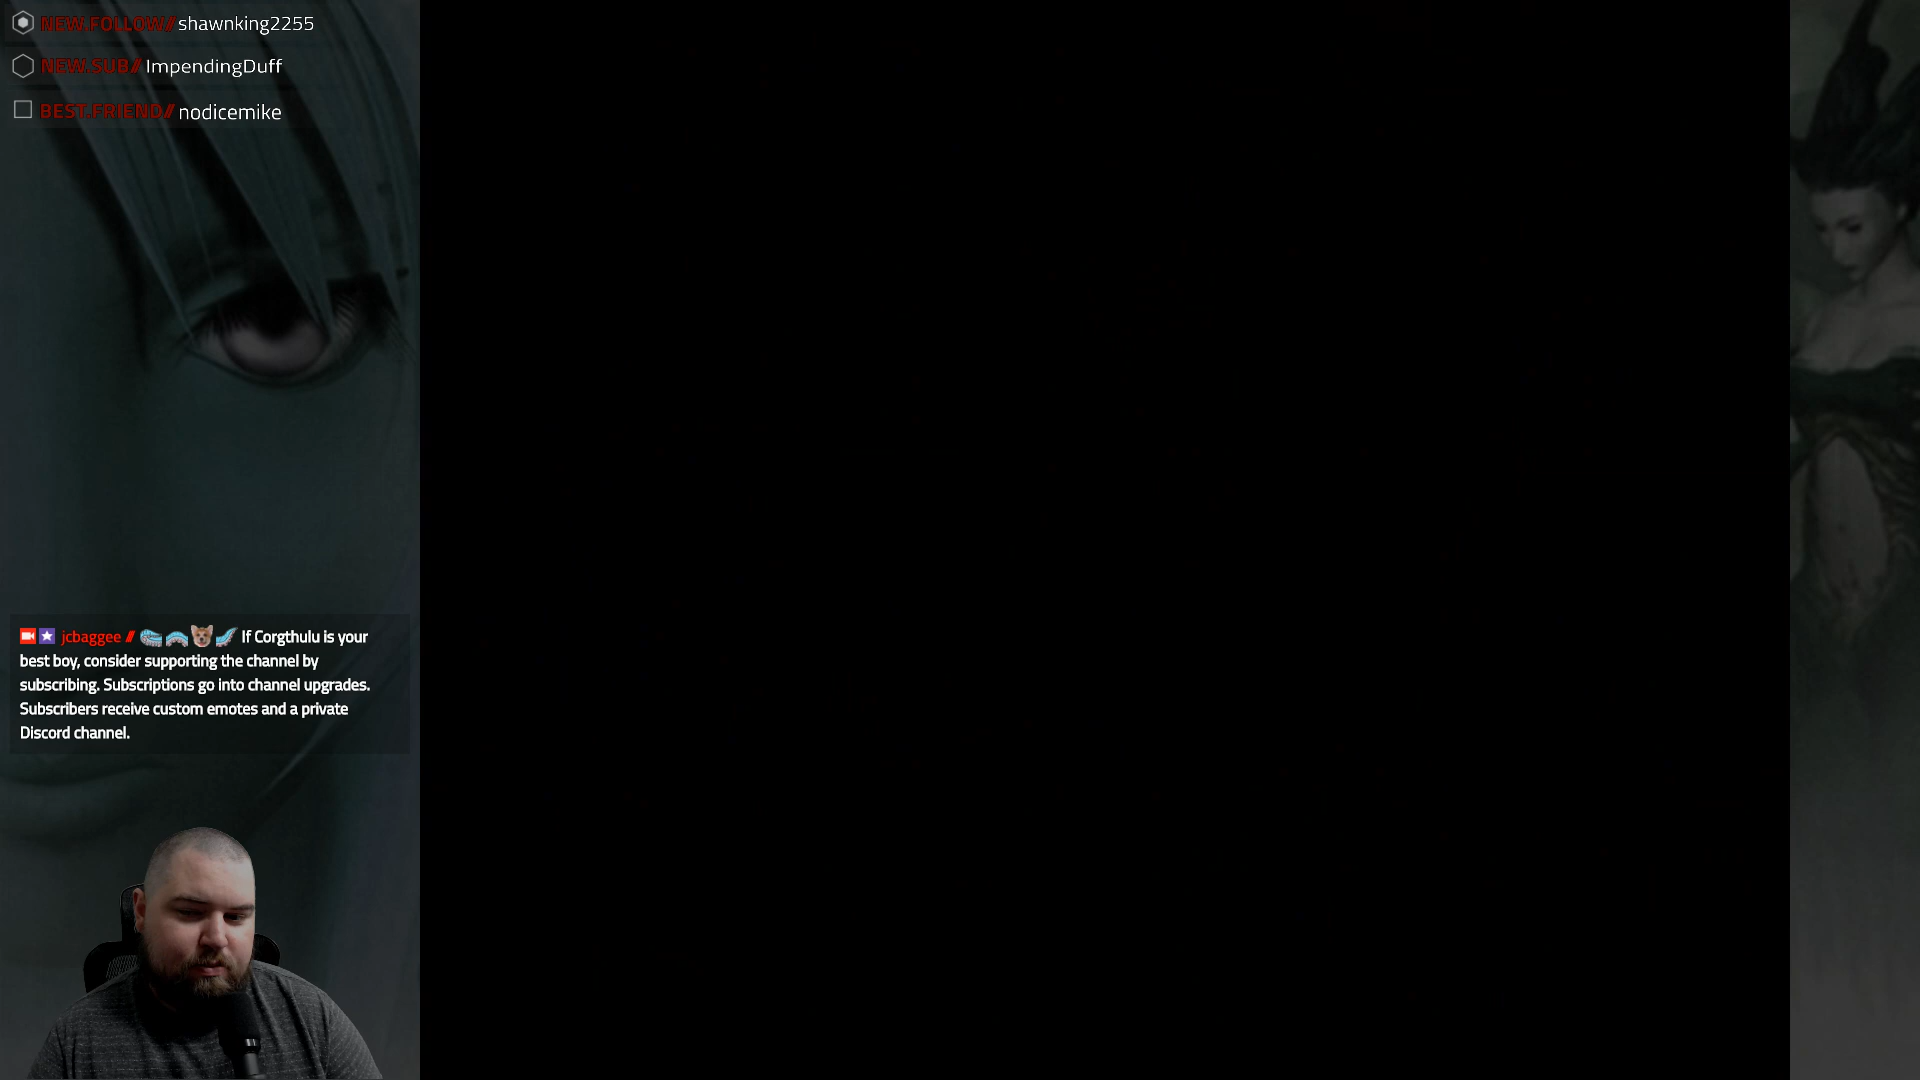 NEW.FOLLOW// shawnking2255
NEW.SUB// ImpendingDuff
BEST.FRIEND// nodicemike
jcbaggee // If Corgthulu is your
best boy, consider supporting the channel by
subscribing. Subscriptions go into channel upgrades.
Subscribers receive custom emotes and a private
Discord channel.